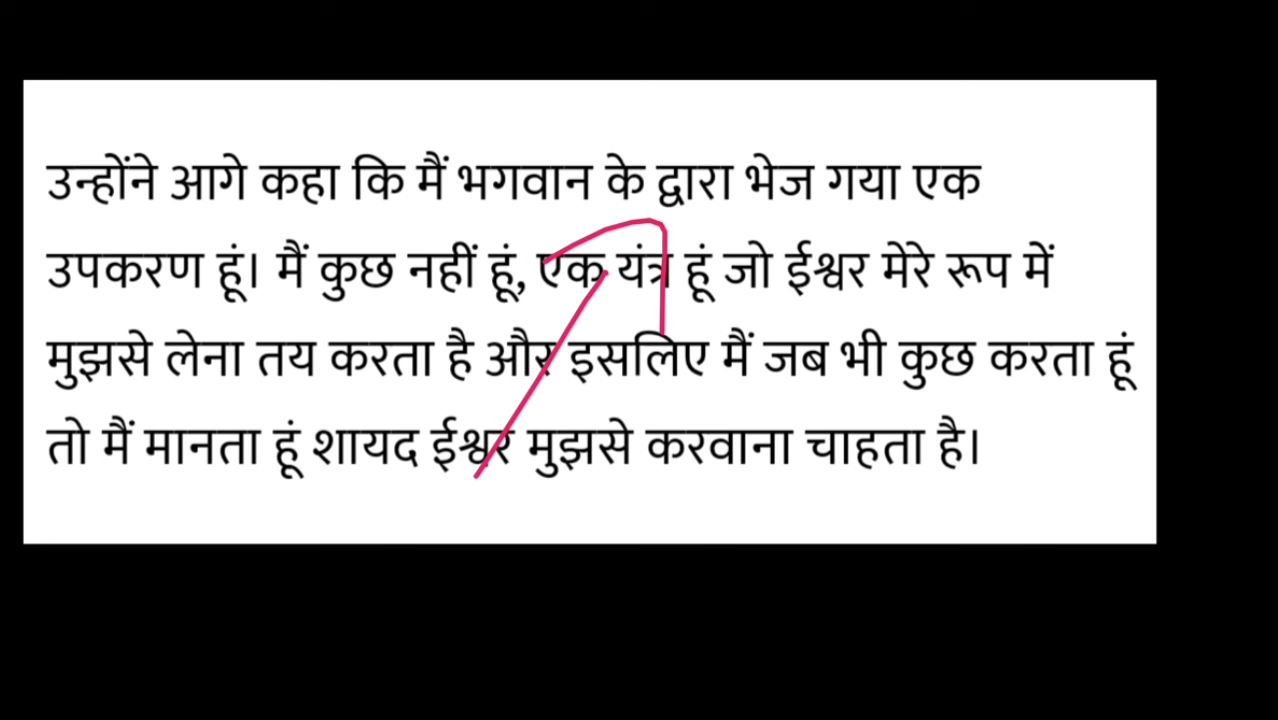 उन्होंने आगे कहा कि मैं भगवान के द्वारा भेज गया एक
उपकरण हूं। मैं कुछ नहीं हूं, एक यंत्र हूं जो ईश्वर मेरे रूप में
मुझसे लेना तय करता है और इसलिए मैं जब भी कुछ करता हूं
तो मैं मानता हूं शायद ईश्वर मुझसे करवाना चाहता है।